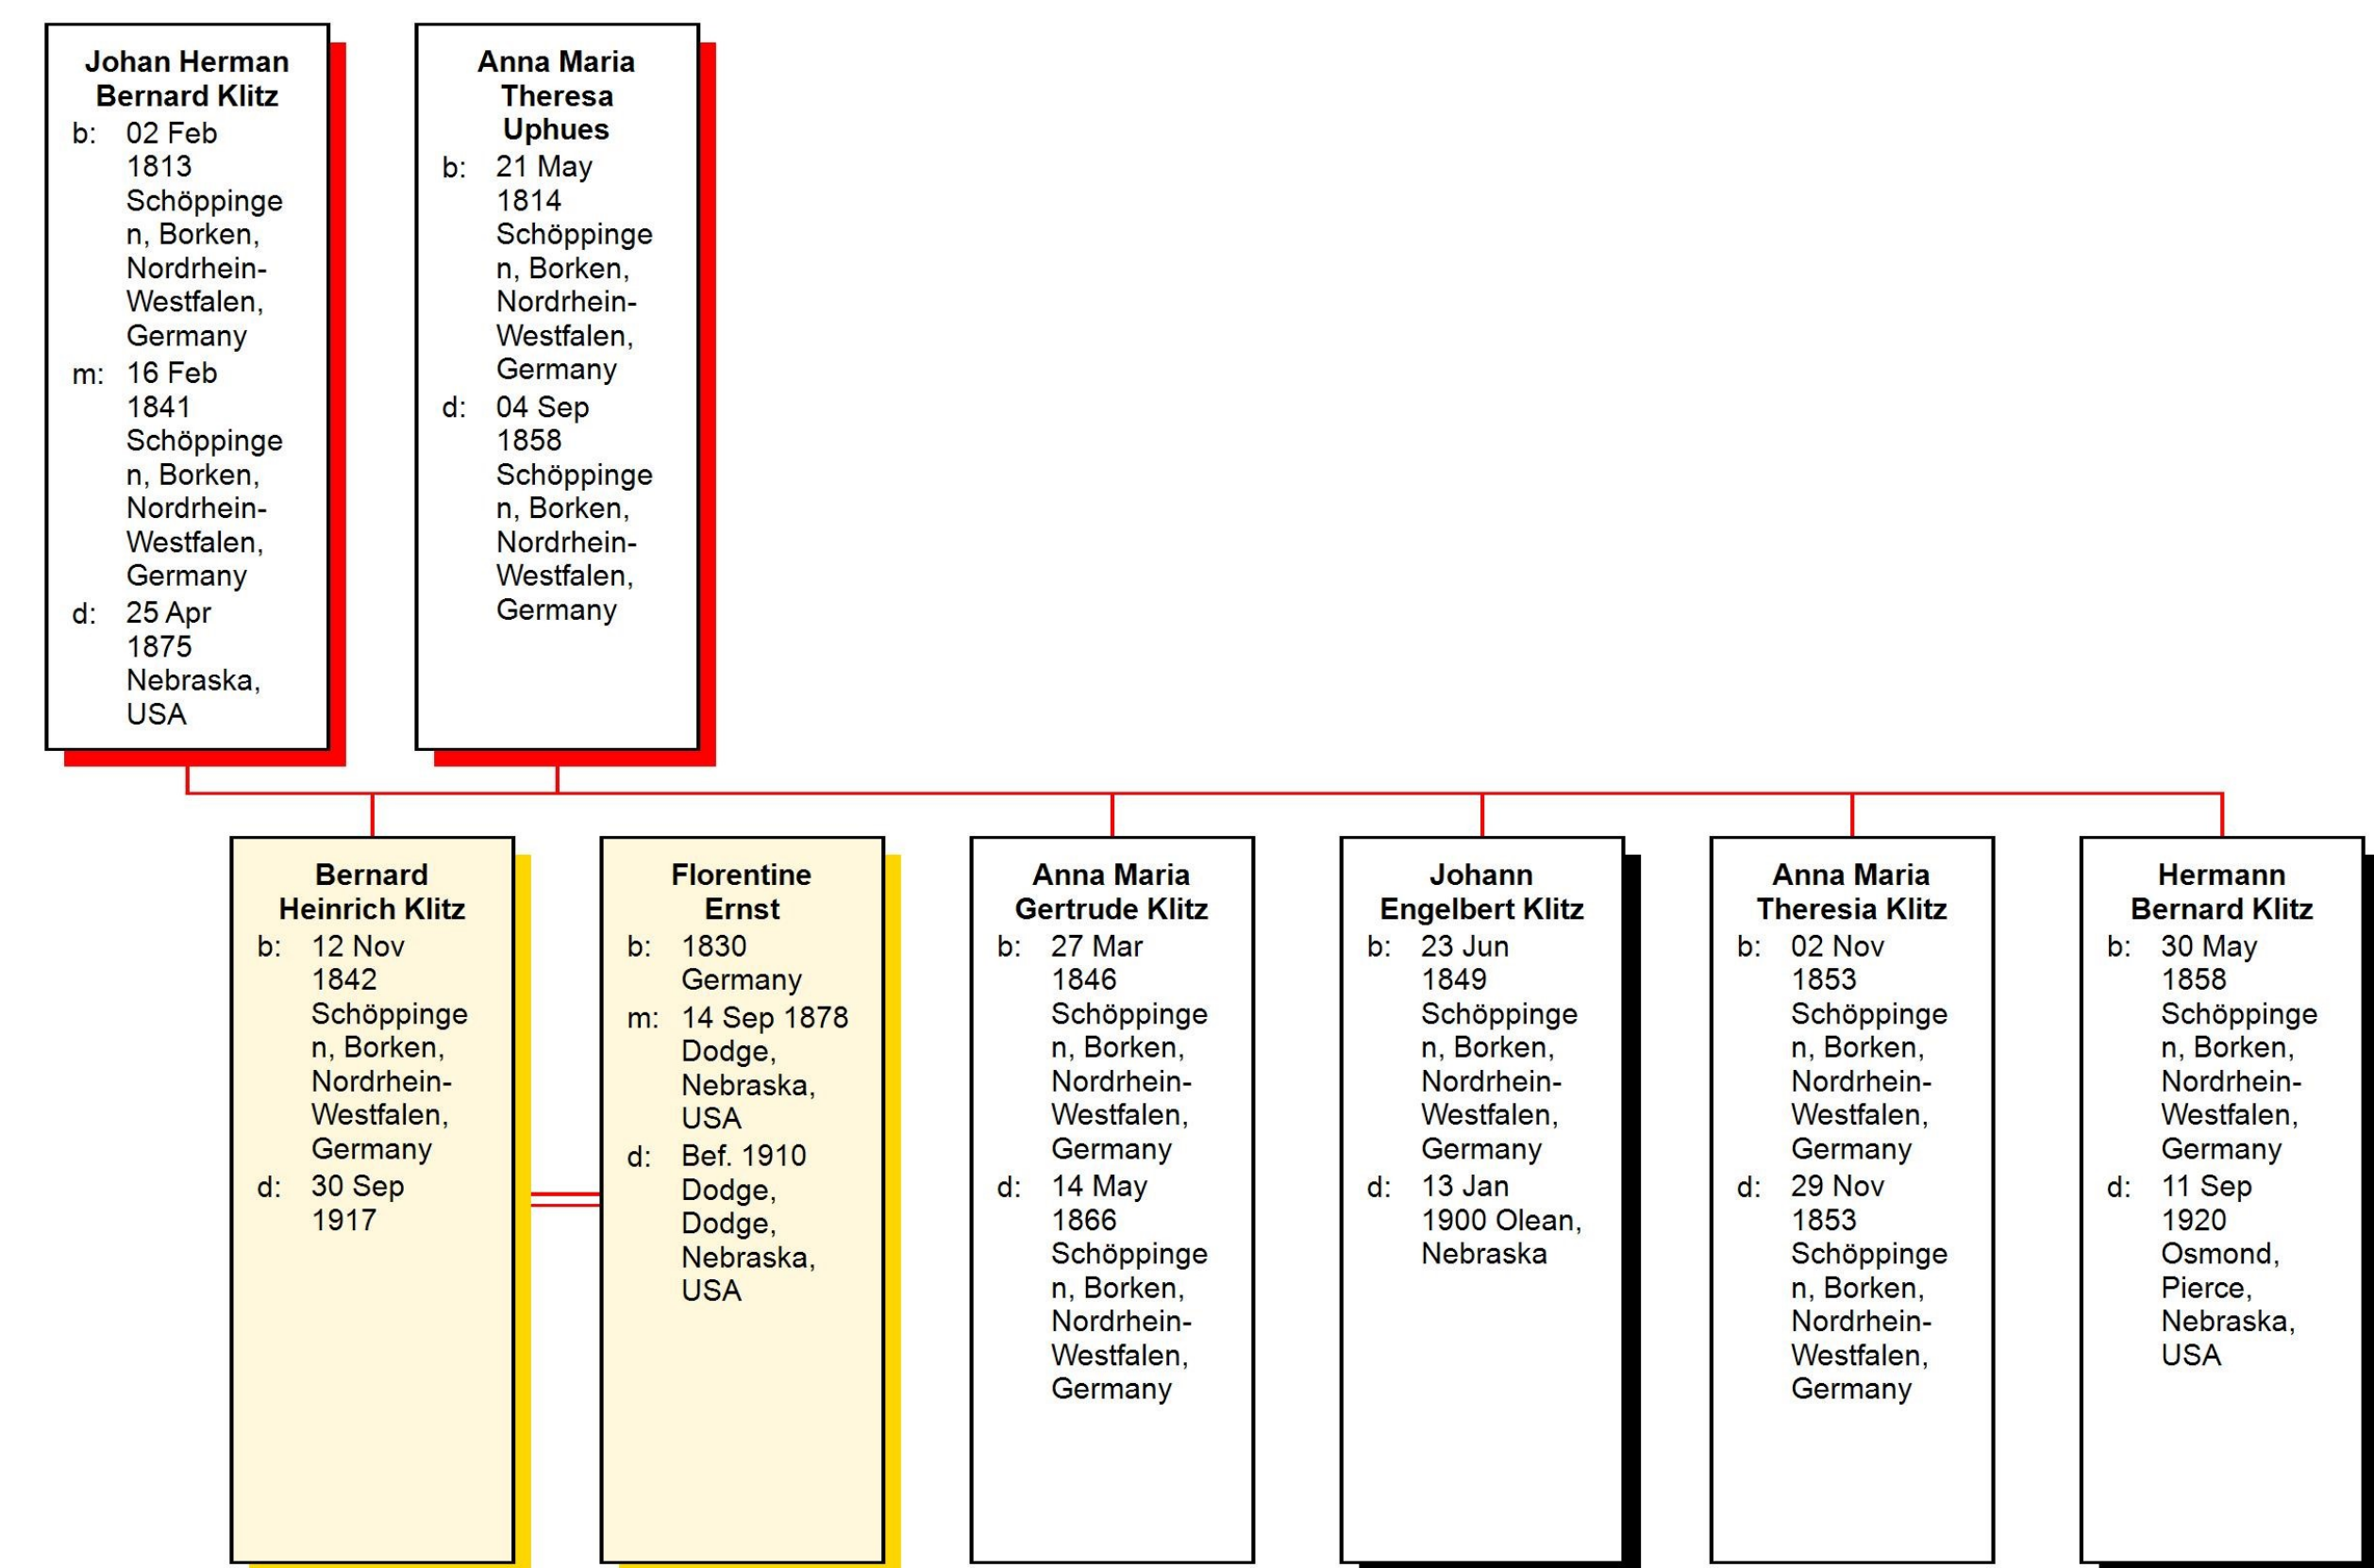 Johan Herman
Bernard Klitz
b: 02 Feb
1813
Schöppinge
n, Borken,
Nordrhein-
Westfalen,
Germany
m: 16 Feb
1841
Schöppinge
n, Borken,
Nordrhein-
Westfalen,
Germany
d: 25 Apr
1875
Nebraska,
USA
Anna Maria
Theresa
Uphues
b: 21 May
1814
Schöppinge
n, Borken,
Nordrhein-
Westfalen,
Germany
d: 04 Sep
1858
Schöppinge
n, Borken,
Nordrhein-
Westfalen,
Germany
Bernard
Heinrich Klitz
b: 12 Nov
1842
Schöppinge
n, Borken,
Nordrhein-
Westfalen,
Germany
d: 30 Sep
1917
Florentine
Ernst
b: 1830
Germany
m: 14 Sep 1878
Dodge,
Nebraska,
USA
d: Bef. 1910
Dodge,
Dodge,
Nebraska,
USA
Anna Maria
Gertrude Klitz
b: 27 Mar
1846
Schöppinge
n, Borken,
Nordrhein-
Westfalen,
Germany
d: 14 May
1866
Schöppinge
n, Borken,
Nordrhein-
Westfalen,
Germany
Johann
Engelbert Klitz
b: 23 Jun
1849
Schöppinge
n, Borken,
Nordrhein-
Westfalen,
Germany
d: 13 Jan
1900 Olean,
Nebraska
Anna Maria
Theresia Klitz
b: 02 Nov
1853
Schöppinge
n, Borken,
Nordrhein-
Westfalen,
Germany
d: 29 Nov
1853
Schöppinge
n, Borken,
Nordrhein-
Westfalen,
Germany
Hermann
Bernard Klitz
b: 30 May
1858
Schöppinge
n, Borken,
Nordrhein-
Westfalen,
Germany
d: 11 Sep
1920
Osmond,
Pierce,
Nebraska,
USA